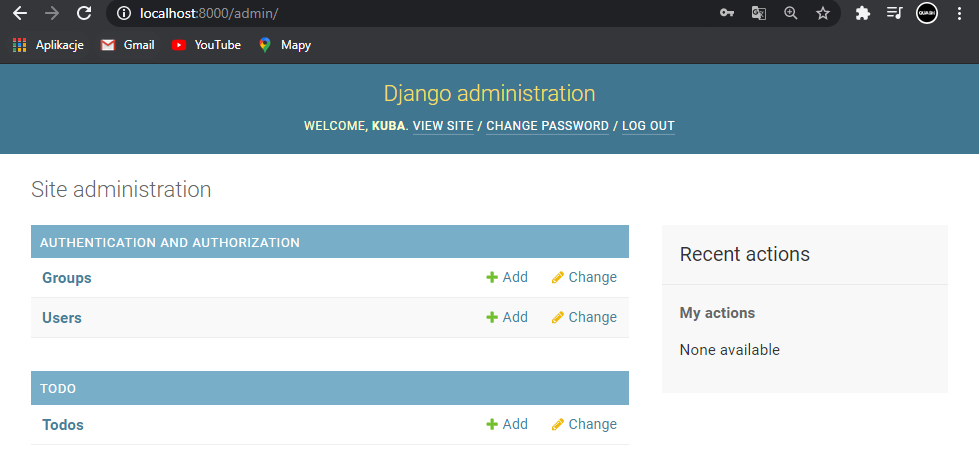 localhost:8000/admin/
Aplikacje Gmail YouTube Mapy
Django administration
WELCOME, KUBA. VIEW SITE / CHANGE PASSWORD / LOG OUT
Site administration
AUTHENTICATION AND AUTHORIZATION
Groups Add Change
Users Add Change
TODO
Todos Add Change
Recent actions
My actions
None available